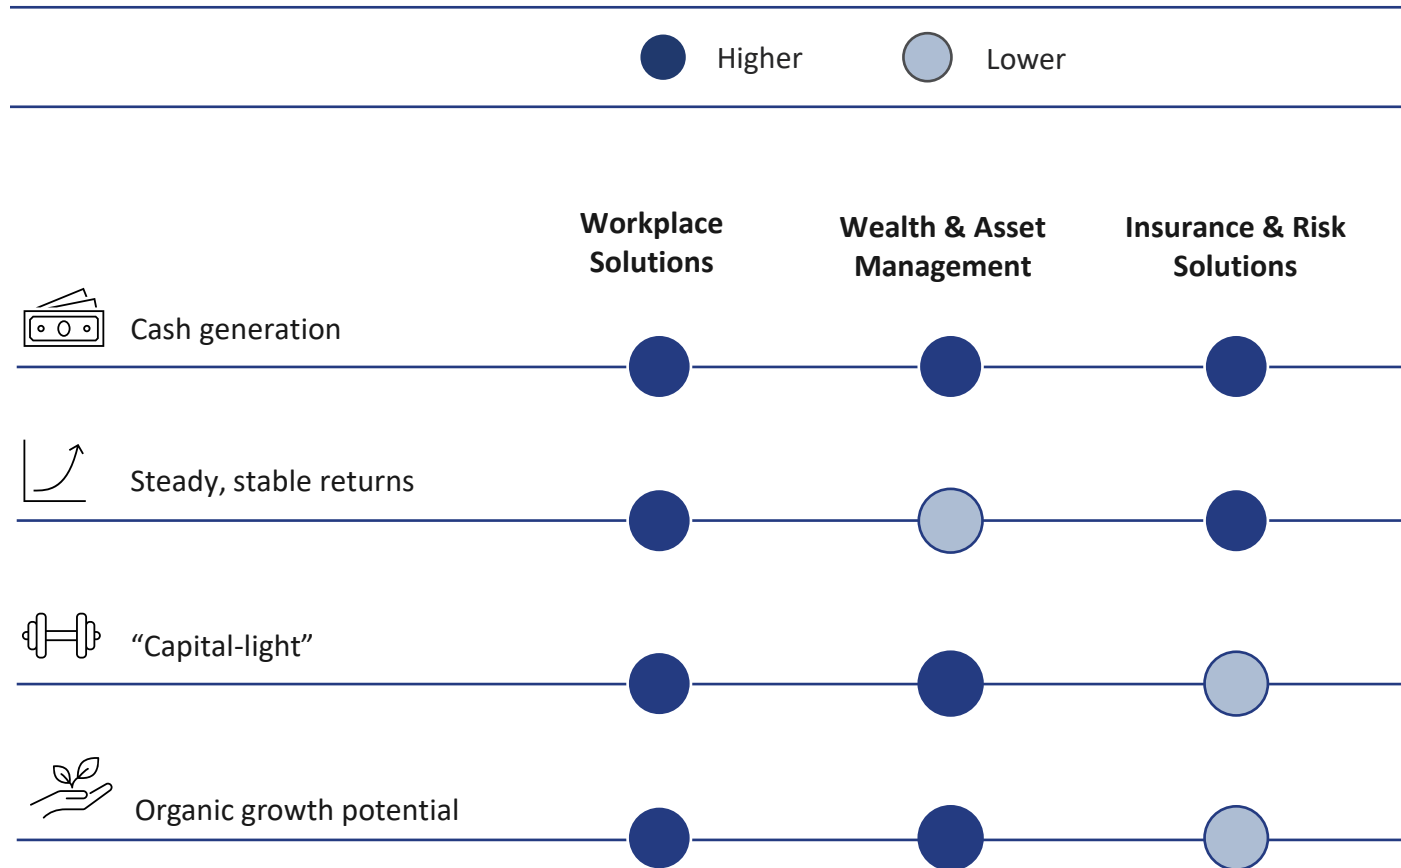 Higher
Lower
Workplace
Solutions
Wealth & Asset
Management
Insurance & Risk
Solutions
Cash generation
Steady, stable returns
“Capital-light”
Organic growth potential